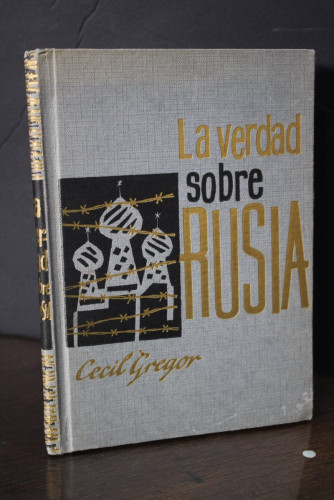 La verdad
sobre
RUSIA
Cecil Gregor